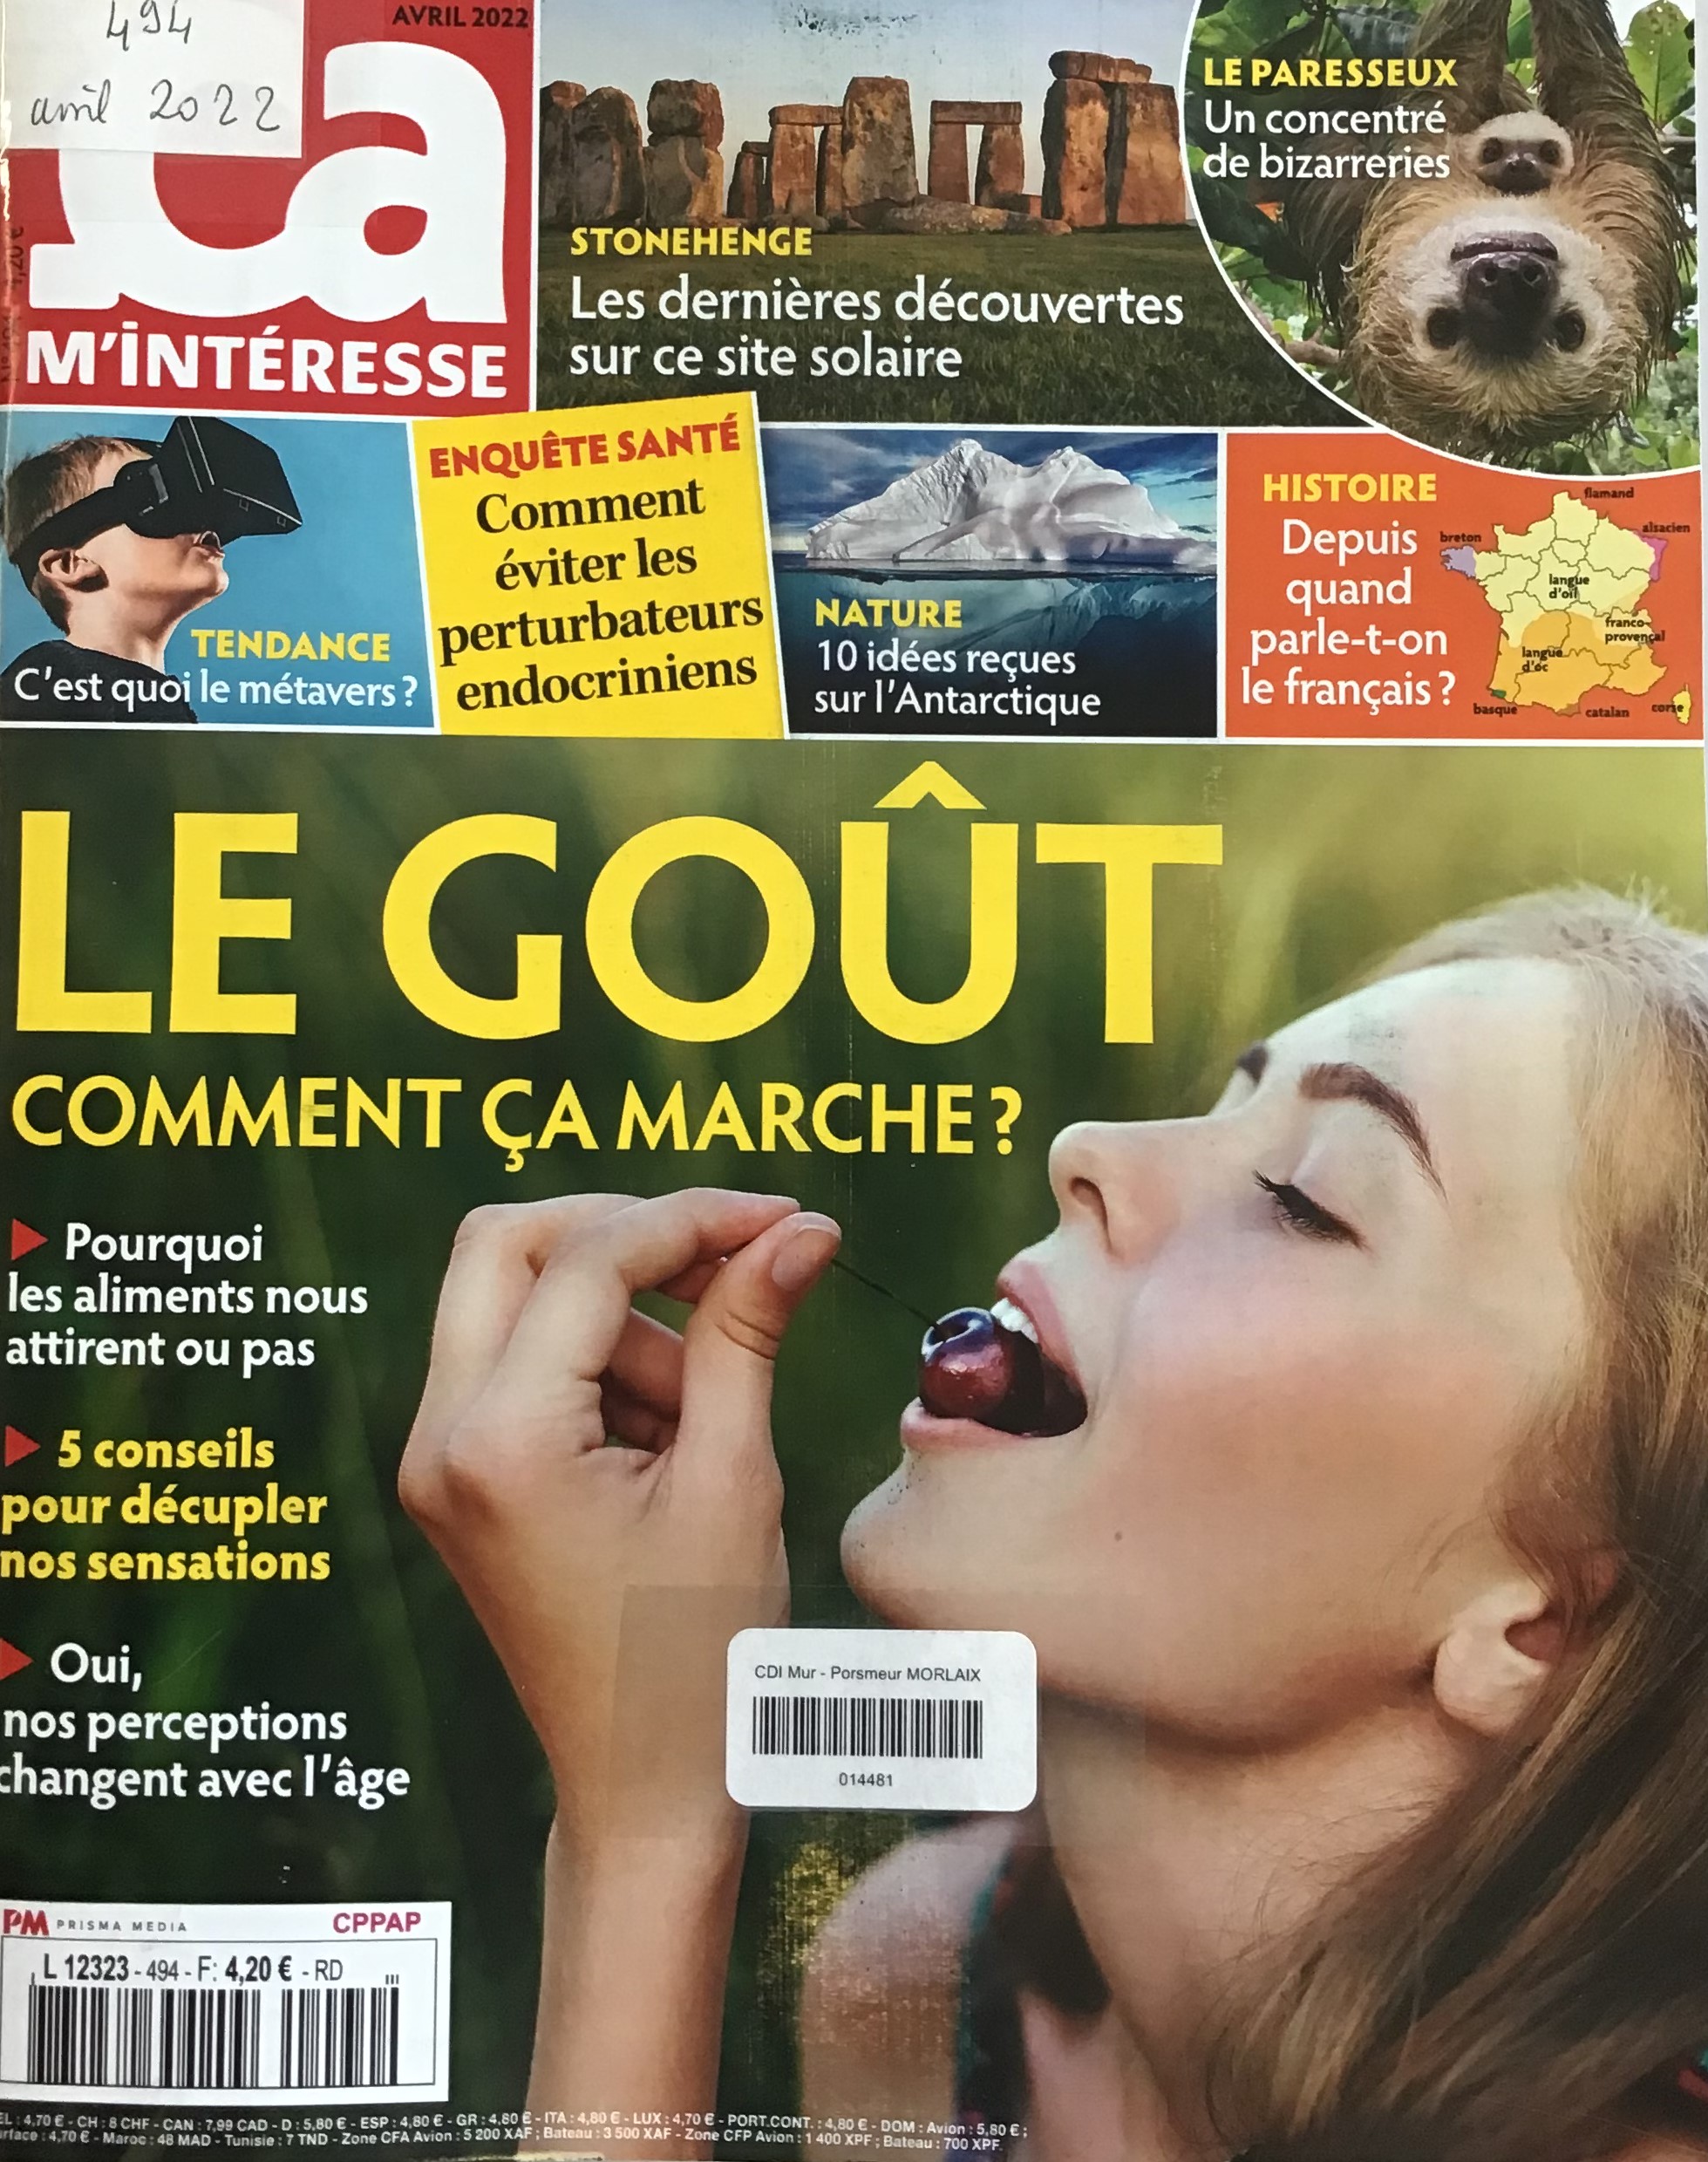 494
avril 2022
AVRIL 2022
Ça
M'INTÉRESSE
STONEHENGE
Les dernières découvertes
sur ce site solaire
LE PARESSEUX
Un concentré
de bizarreries
TENDANCE
C'est quoi le métavers ?
ENQUÊTE SANTÉ
Comment
éviter les
perturbateurs
endocriniens
NATURE
10 idées reçues
sur l'Antarctique
HISTOIRE
Depuis
quand
parle-t-on
le français ?
flamand
alsacien
breton
langue
d'oïl
franco-
provençal
langue
d'oc
basque
catalan
corse
LE GOÛT
COMMENT ÇA MARCHE ?
Pourquoi
les aliments nous
attirent ou pas
5 conseils
pour décupler
nos sensations
Oui,
nos perceptions
changent avec l'âge
CDI Mur - Porsmeur MORLAIX
014481
PM PRISMA MEDIA
CPPAP
L 12323 - 494 - F: 4,20 € - RD
EL : 4,70 € - CH : 8 CHF - CAN : 7,99 CAD - D : 5,80 € - ESP : 4,80 € - GR : 4,80 € - ITA : 4,80 € - LUX : 4,70 € - PORT.CONT. : 4,80 € - DOM : Avion : 5,80 € ;
rface : 4,70 € - Maroc : 48 MAD - Tunisie : 7 TND - Zone CFA Avion : 5 200 XAF ; Bateau : 3 500 XAF - Zone CFP Avion : 1 400 XPF ; Bateau : 700 XPF.